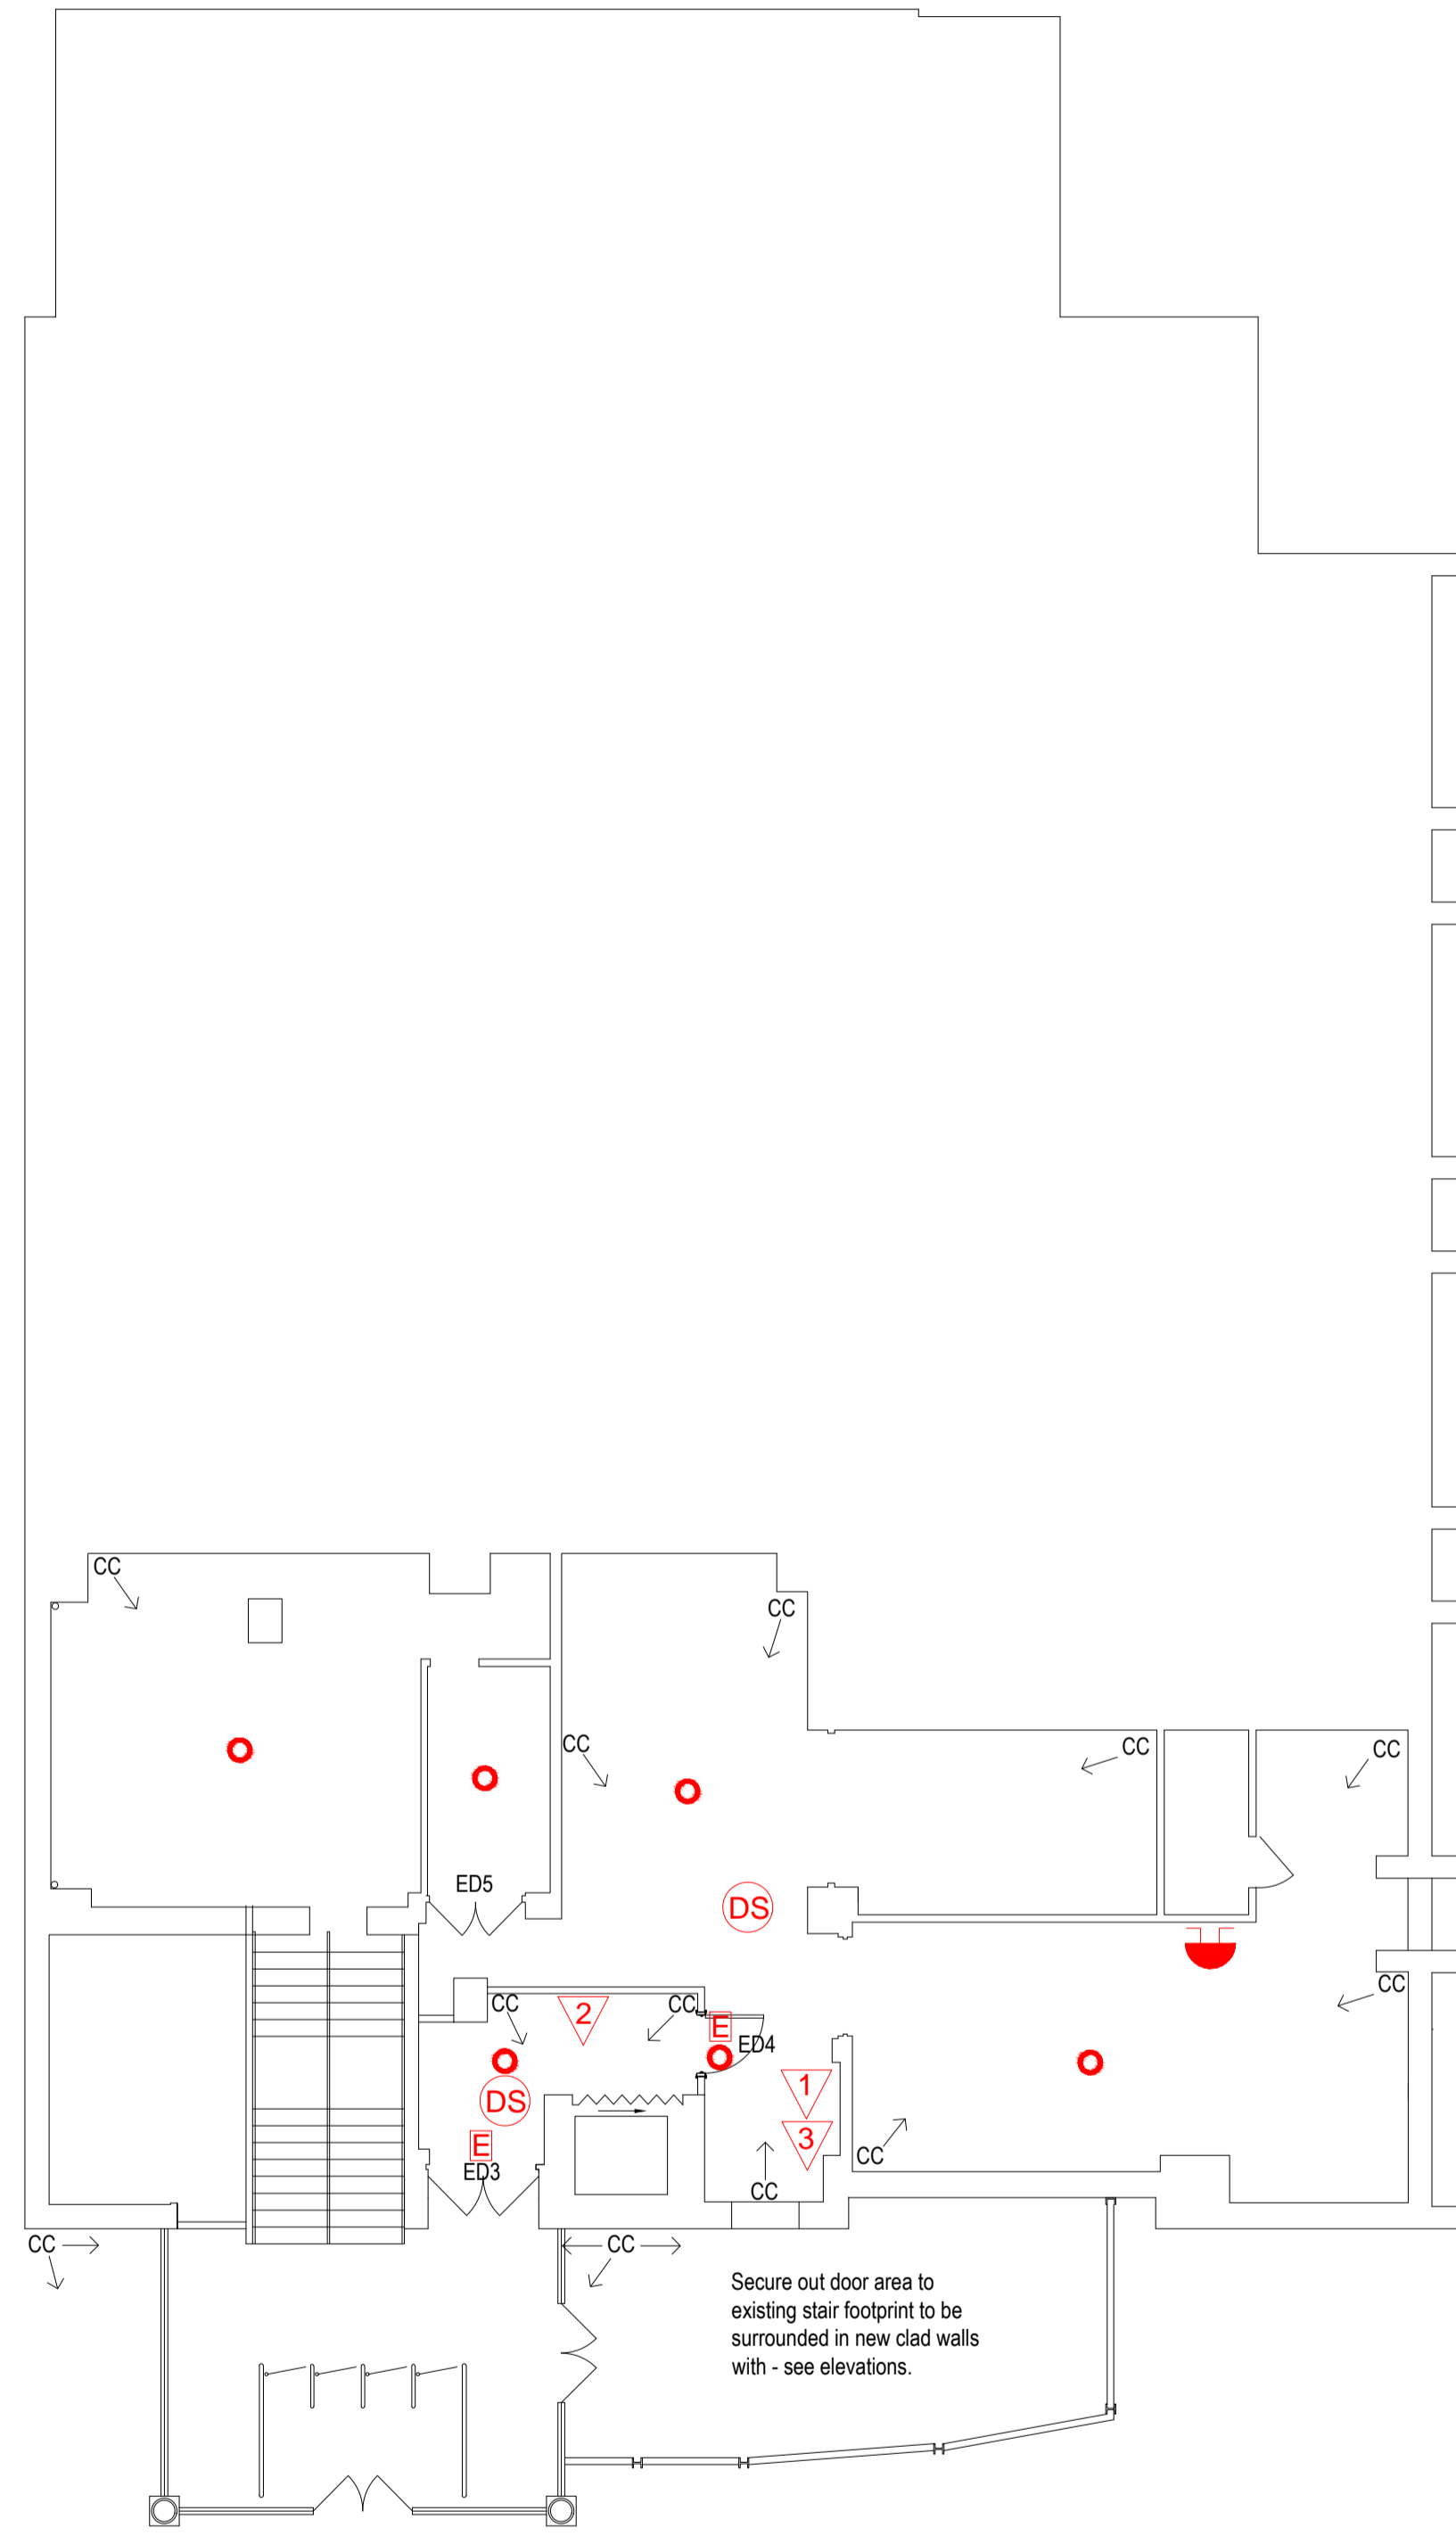 CC
CC
CC
CC
CC
ED5
DS
CC
CC
2
CC
E
ED4
DS
1
E
3
ED3
CC
CC
CC
CC
Secure out door area to
existing stair footprint to be
surrounded in new clad walls
with - see elevations.